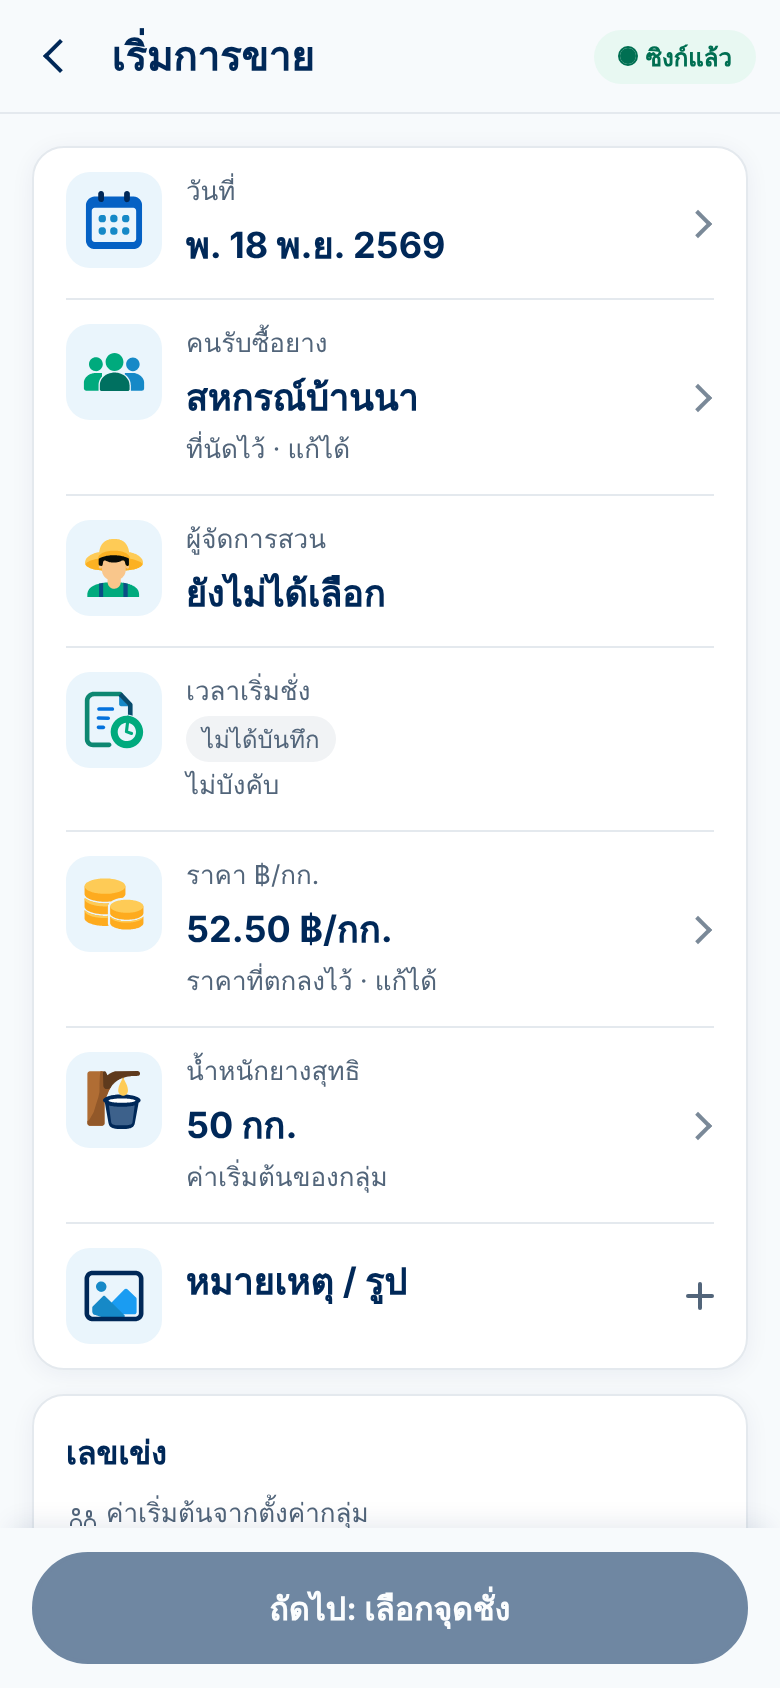 เริ่มการขาย
ซิงก์แล้ว
วันที่
พ. 18 พ.ย. 2569
คนรับซื้อยาง
สหกรณ์บ้านนา
ที่นัดไว้ · แก้ได้
ผู้จัดการสวน
ยังไม่ได้เลือก
เวลาเริ่มชั่ง
ไม่ได้บันทึก
ไม่บังคับ
ราคา ฿/กก.
52.50 ฿/กก.
ราคาที่ตกลงไว้ · แก้ได้
น้ำหนักยางสุทธิ
50 กก.
ค่าเริ่มต้นของกลุ่ม
หมายเหตุ / รูป
เลขเข่ง
ค่าเริ่มต้นจากตั้งค่ากลุ่ม
ถัดไป: เลือกจุดชั่ง